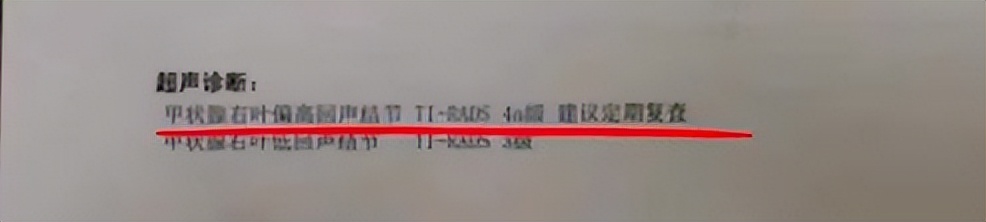 超声诊断：
甲状腺右叶偏高回声结节 TI-RADS 4a级 建议定期复查
甲状腺右叶低回声结节 TI-RADS 3级